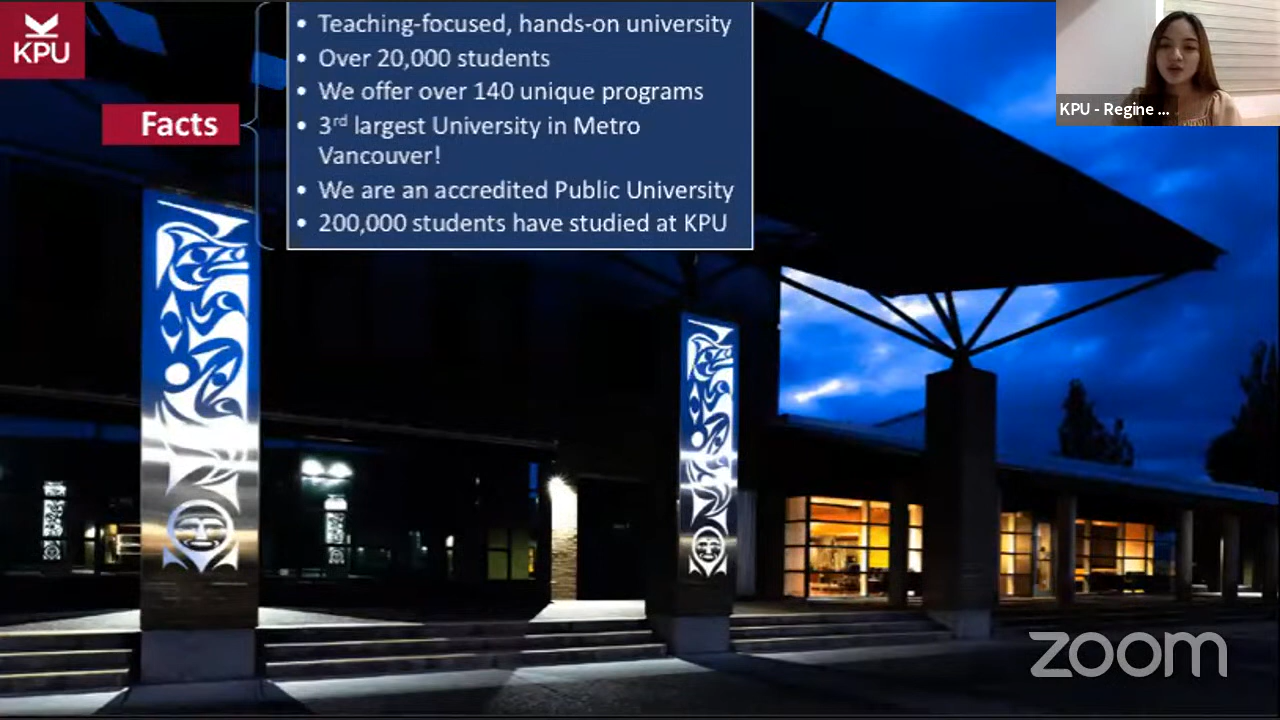 KPU
• Teaching-focused, hands-on university
• Over 20,000 students
• We offer over 140 unique programs
Facts
• 3rd largest University in Metro
Vancouver!
• We are an accredited Public University
• 200,000 students have studied at KPU
KPU - Regine ...
zoom